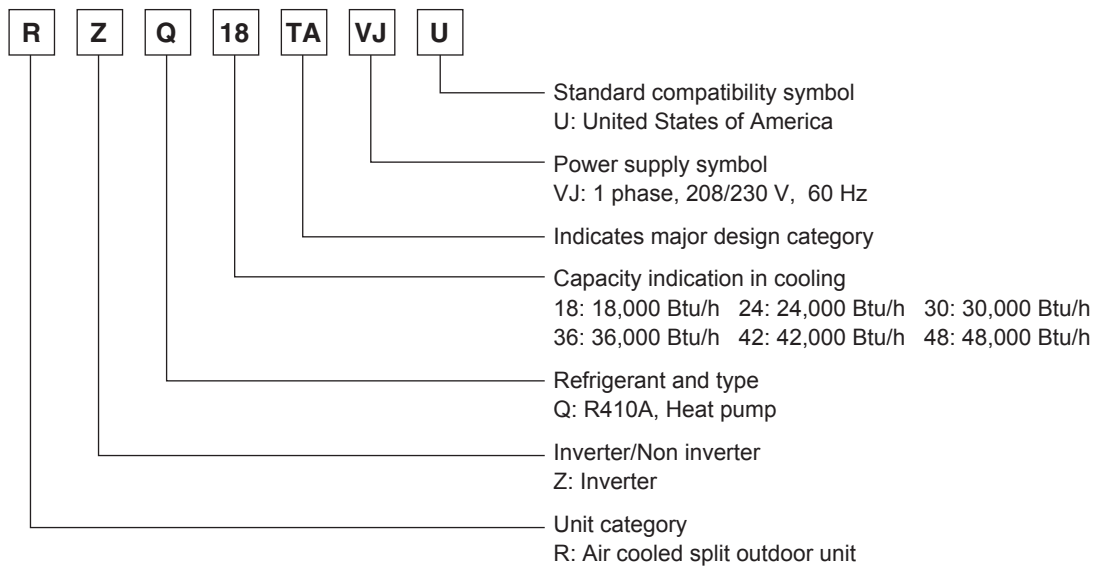 R Z Q 18 TA VJ U
Standard compatibility symbol
U: United States of America
Power supply symbol
VJ: 1 phase, 208/230 V, 60 Hz
Indicates major design category
Capacity indication in cooling
18: 18,000 Btu/h 24: 24,000 Btu/h 30: 30,000 Btu/h
36: 36,000 Btu/h 42: 42,000 Btu/h 48: 48,000 Btu/h
Refrigerant and type
Q: R410A, Heat pump
Inverter/Non inverter
Z: Inverter
Unit category
R: Air cooled split outdoor unit